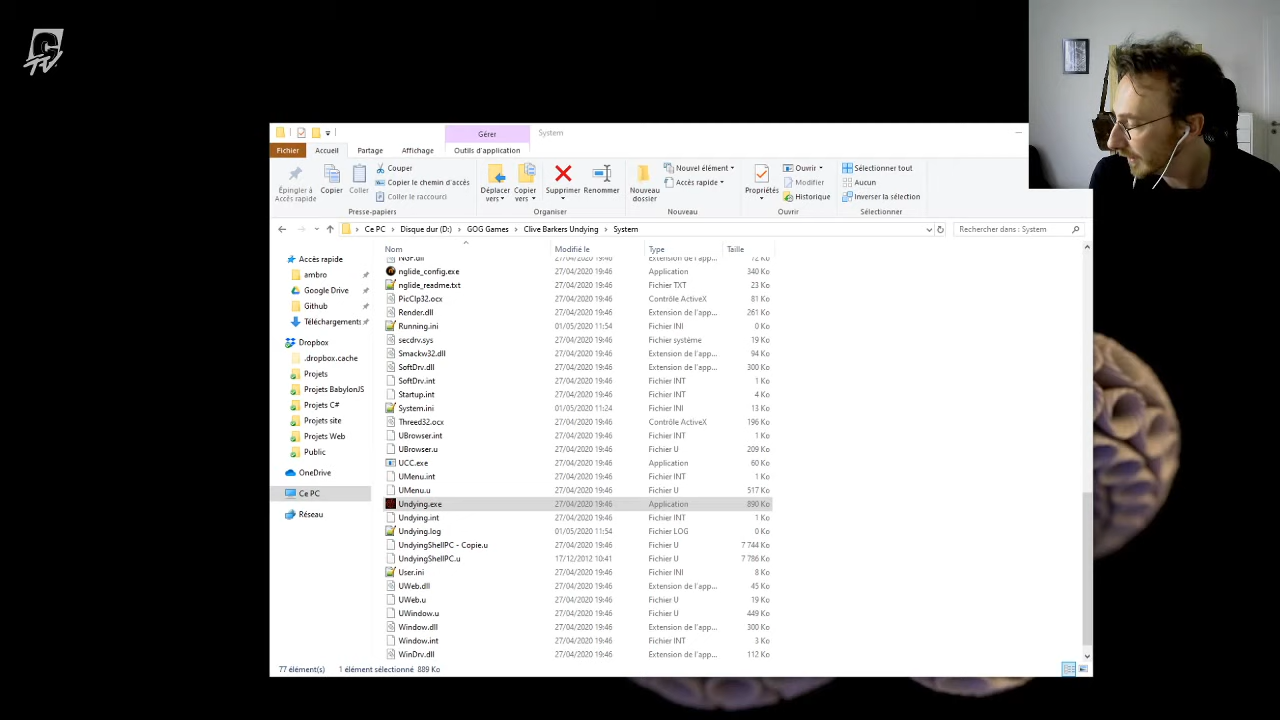 C
TV
Gérer
System
Fichier
Accueil
Partage
Affichage
Outils d'application
Épingler à
Accès rapide
Copier
Coller
Couper
Copier le chemin d'accès
Coller le raccourci
Presse-papiers
Déplacer
vers
Copier
vers
Supprimer
Renommer
Organiser
Nouveau
dossier
Nouvel élément
Accès rapide
Nouveau
Propriétés
Ouvrir
Modifier
Historique
Ouvrir
Sélectionner tout
Aucun
Inverser la sélection
Sélectionner
Ce PC > Disque dur (D:) > GOG Games > Clive Barkers Undying > System
Rechercher dans : System
Nom Modifié le Type Taille
Accès rapide
ambro
Google Drive
Github
Téléchargements
Dropbox
.dropbox.cache
Projets
Projets BabylonJS
Projets C#
Projets site
Projets Web
Public
OneDrive
Ce PC
Réseau
nglide_config.exe 27/04/2020 19:46 Application 340 Ko
nglide_readme.txt 27/04/2020 19:46 Fichier TXT 23 Ko
PicClp32.ocx 27/04/2020 19:46 Contrôle ActiveX 81 Ko
Render.dll 27/04/2020 19:46 Extension de l'app... 261 Ko
Running.ini 01/05/2020 11:54 Fichier INI 0 Ko
secdrv.sys 27/04/2020 19:46 Fichier système 19 Ko
Smackw32.dll 27/04/2020 19:46 Extension de l'app... 94 Ko
SoftDrv.dll 27/04/2020 19:46 Extension de l'app... 300 Ko
SoftDrv.int 27/04/2020 19:46 Fichier INT 1 Ko
Startup.int 27/04/2020 19:46 Fichier INT 4 Ko
System.ini 01/05/2020 11:24 Fichier INI 13 Ko
Threed32.ocx 27/04/2020 19:46 Contrôle ActiveX 196 Ko
UBrowser.int 27/04/2020 19:46 Fichier INT 1 Ko
UBrowser.u 27/04/2020 19:46 Fichier U 209 Ko
UCC.exe 27/04/2020 19:46 Application 60 Ko
UMenu.int 27/04/2020 19:46 Fichier INT 1 Ko
UMenu.u 27/04/2020 19:46 Fichier U 517 Ko
Undying.exe 27/04/2020 19:46 Application 890 Ko
Undying.int 27/04/2020 19:46 Fichier INT 1 Ko
Undying.log 01/05/2020 11:54 Fichier LOG 0 Ko
UndyingShellPC - Copie.u 27/04/2020 19:46 Fichier U 7 744 Ko
UndyingShellPC.u 17/12/2012 10:41 Fichier U 7 786 Ko
User.ini 27/04/2020 19:46 Fichier INI 8 Ko
UWeb.dll 27/04/2020 19:46 Extension de l'app... 45 Ko
UWeb.u 27/04/2020 19:46 Fichier U 19 Ko
UWindow.u 27/04/2020 19:46 Fichier U 449 Ko
Window.dll 27/04/2020 19:46 Extension de l'app... 300 Ko
Window.int 27/04/2020 19:46 Fichier INT 3 Ko
WinDrv.dll 27/04/2020 19:46 Extension de l'app... 112 Ko
77 élément(s) 1 élément sélectionné 889 Ko